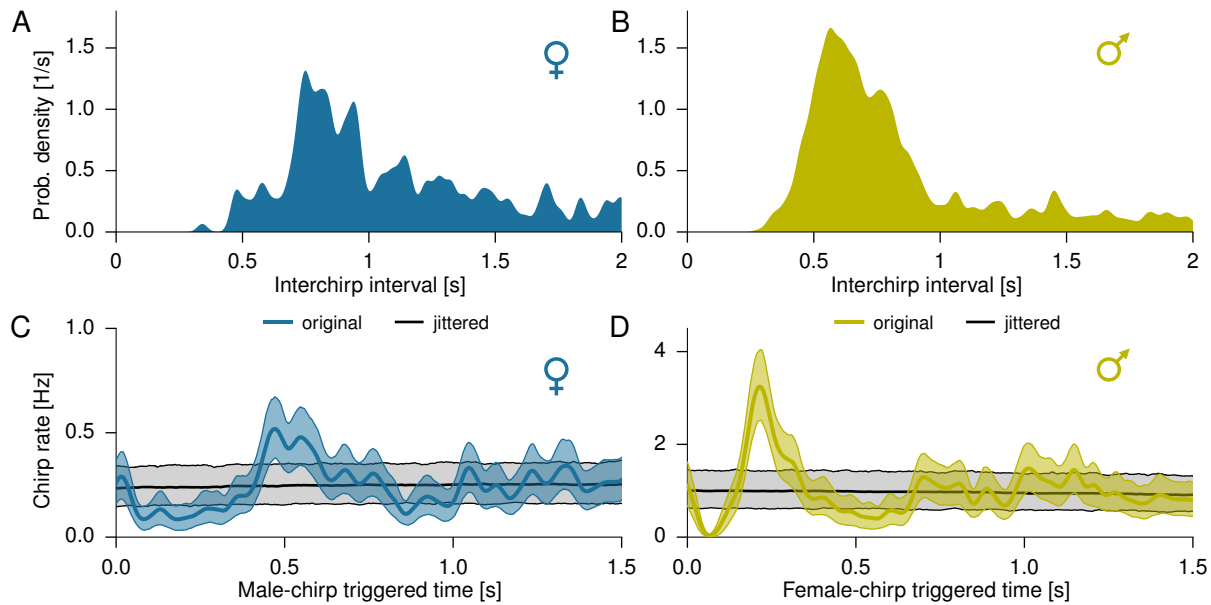 A
B
Prob. density [1/s]
1.5
1.0
0.5
0.0
0 0.5 1 1.5 2
Interchirp interval [s]
♀
1.5
1.0
0.5
0.0
0 0.5 1 1.5 2
Interchirp interval [s]
♂
C
original jittered
Chirp rate [Hz]
1.0
0.5
0.0
0.0 0.5 1.0 1.5
Male-chirp triggered time [s]
♀
D
original jittered
4
2
0
0.0 0.5 1.0 1.5
Female-chirp triggered time [s]
♂